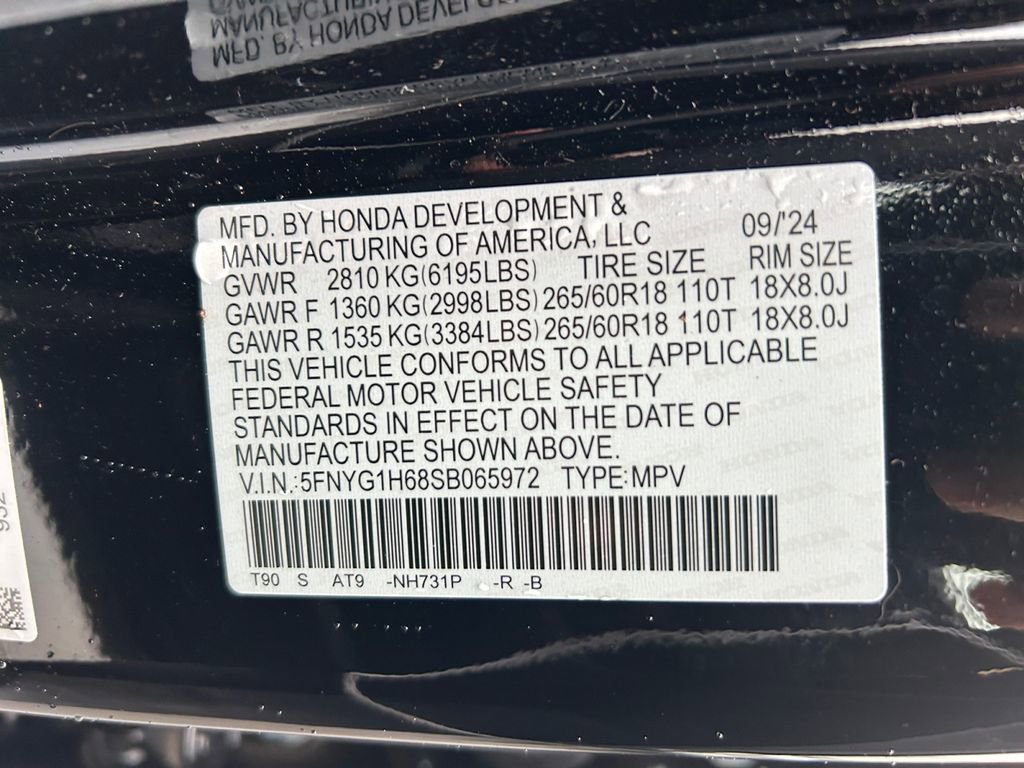 MFD. BY HONDA DEVELOPMENT &
MANUFACTURING OF AMERICA, LLC 09/'24
GVWR 2810 KG(6195LBS) TIRE SIZE RIM SIZE
GAWR F 1360 KG(2998LBS) 265/60R18 110T 18X8.0J
GAWR R 1535 KG(3384LBS) 265/60R18 110T 18X8.0J
THIS VEHICLE CONFORMS TO ALL APPLICABLE
FEDERAL MOTOR VEHICLE SAFETY
STANDARDS IN EFFECT ON THE DATE OF
MANUFACTURE SHOWN ABOVE.
V.I.N.:5FNYG1H68SB065972 TYPE:MPV
T90 S AT9 -NH731P -R -B